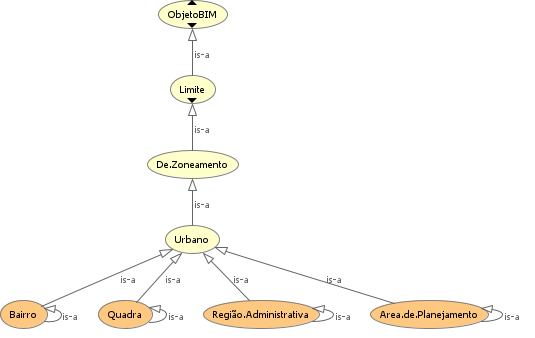 ObjetoBIM
is-a
Limite
is-a
De.Zoneamento
is-a
Urbano
is-a is-a is-a is-a
Bairro is-a Quadra is-a Região.Administrativa is-a Area.de.Planejamento is-a